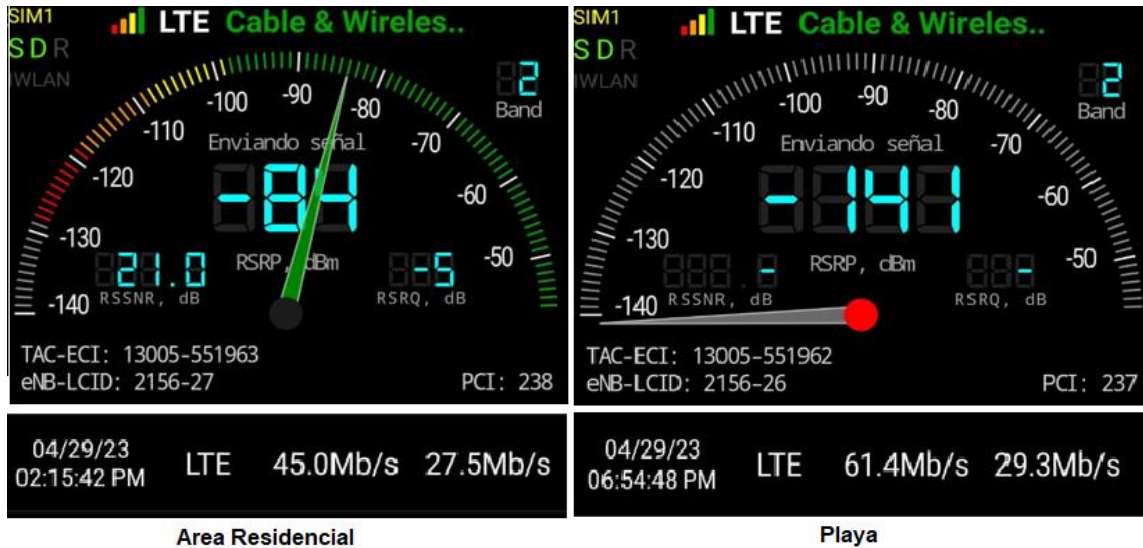 SIM1
LTE Cable & Wireles..
S D R
IWLAN
2
Band
-140
-130
-120
-110
-100
-90
-80
-70
-60
-50
Enviando señal
-84
RSRP, dBm
21.0
RSSNR, dB
-5
RSRQ, dB
TAC-ECI: 13005-551963
eNB-LCID: 2156-27
PCI: 238
04/29/23
02:15:42 PM
LTE
45.0Mb/s
27.5Mb/s
Area Residencial
SIM1
LTE Cable & Wireles..
S D R
IWLAN
2
Band
-140
-130
-120
-110
-100
-90
-80
-70
-60
-50
Enviando señal
-141
RSRP, dBm
-
RSSNR, dB
-
RSRQ, dB
TAC-ECI: 13005-551962
eNB-LCID: 2156-26
PCI: 237
04/29/23
06:54:48 PM
LTE
61.4Mb/s
29.3Mb/s
Playa